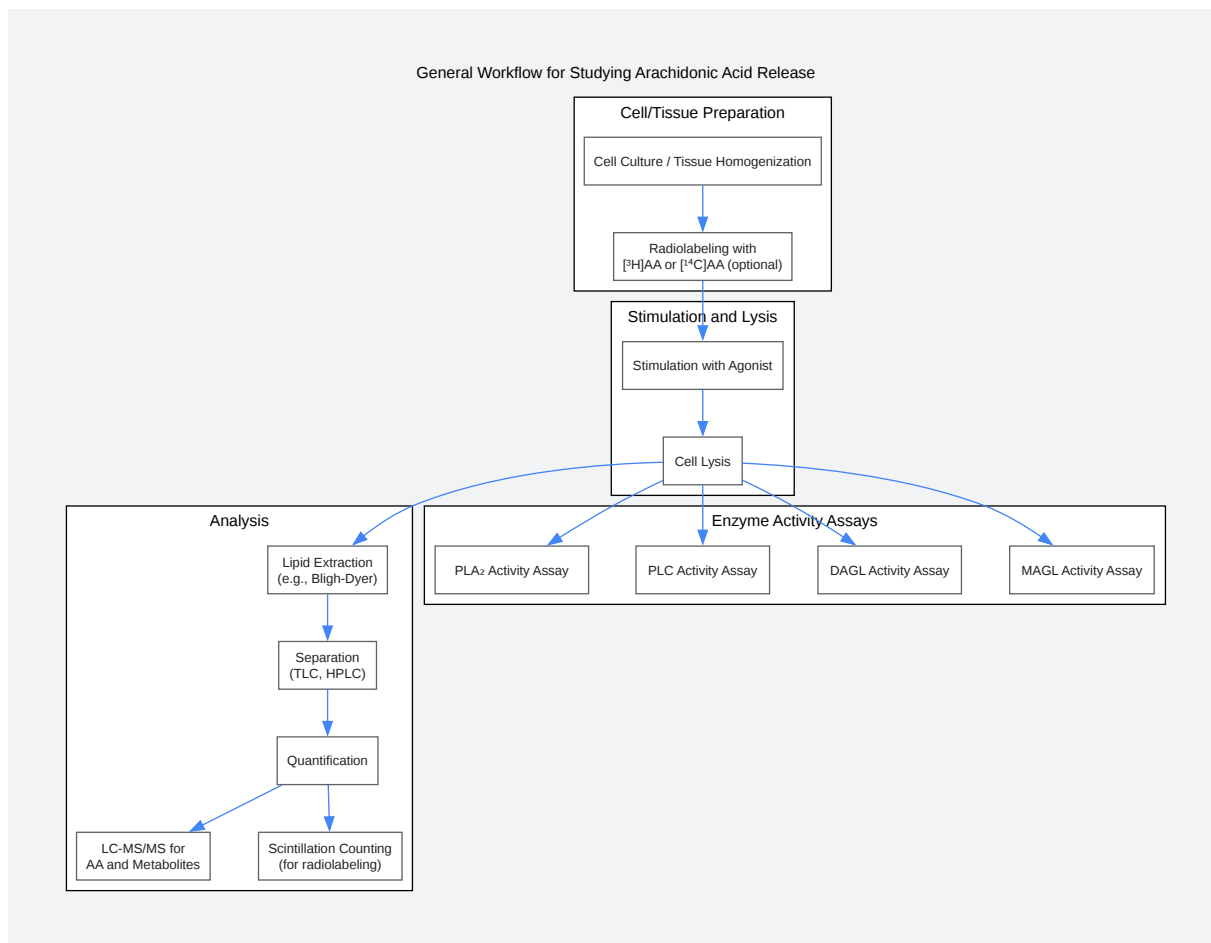 General Workflow for Studying Arachidonic Acid Release
Cell/Tissue Preparation
Cell Culture / Tissue Homogenization
Radiolabeling with
[³H]AA or [¹⁴C]AA (optional)
Stimulation and Lysis
Stimulation with Agonist
Cell Lysis
Analysis
Lipid Extraction
(e.g., Bligh-Dyer)
Separation
(TLC, HPLC)
Quantification
LC-MS/MS for
AA and Metabolites
Scintillation Counting
(for radiolabeling)
Enzyme Activity Assays
PLA₂ Activity Assay
PLC Activity Assay
DAGL Activity Assay
MAGL Activity Assay